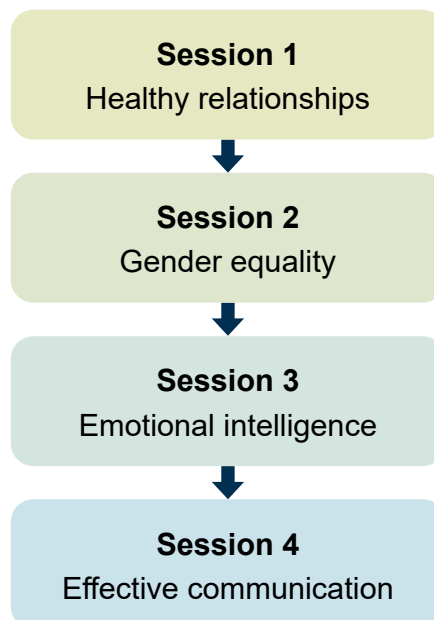 Session 1
Healthy relationships
Session 2
Gender equality
Session 3
Emotional intelligence
Session 4
Effective communication